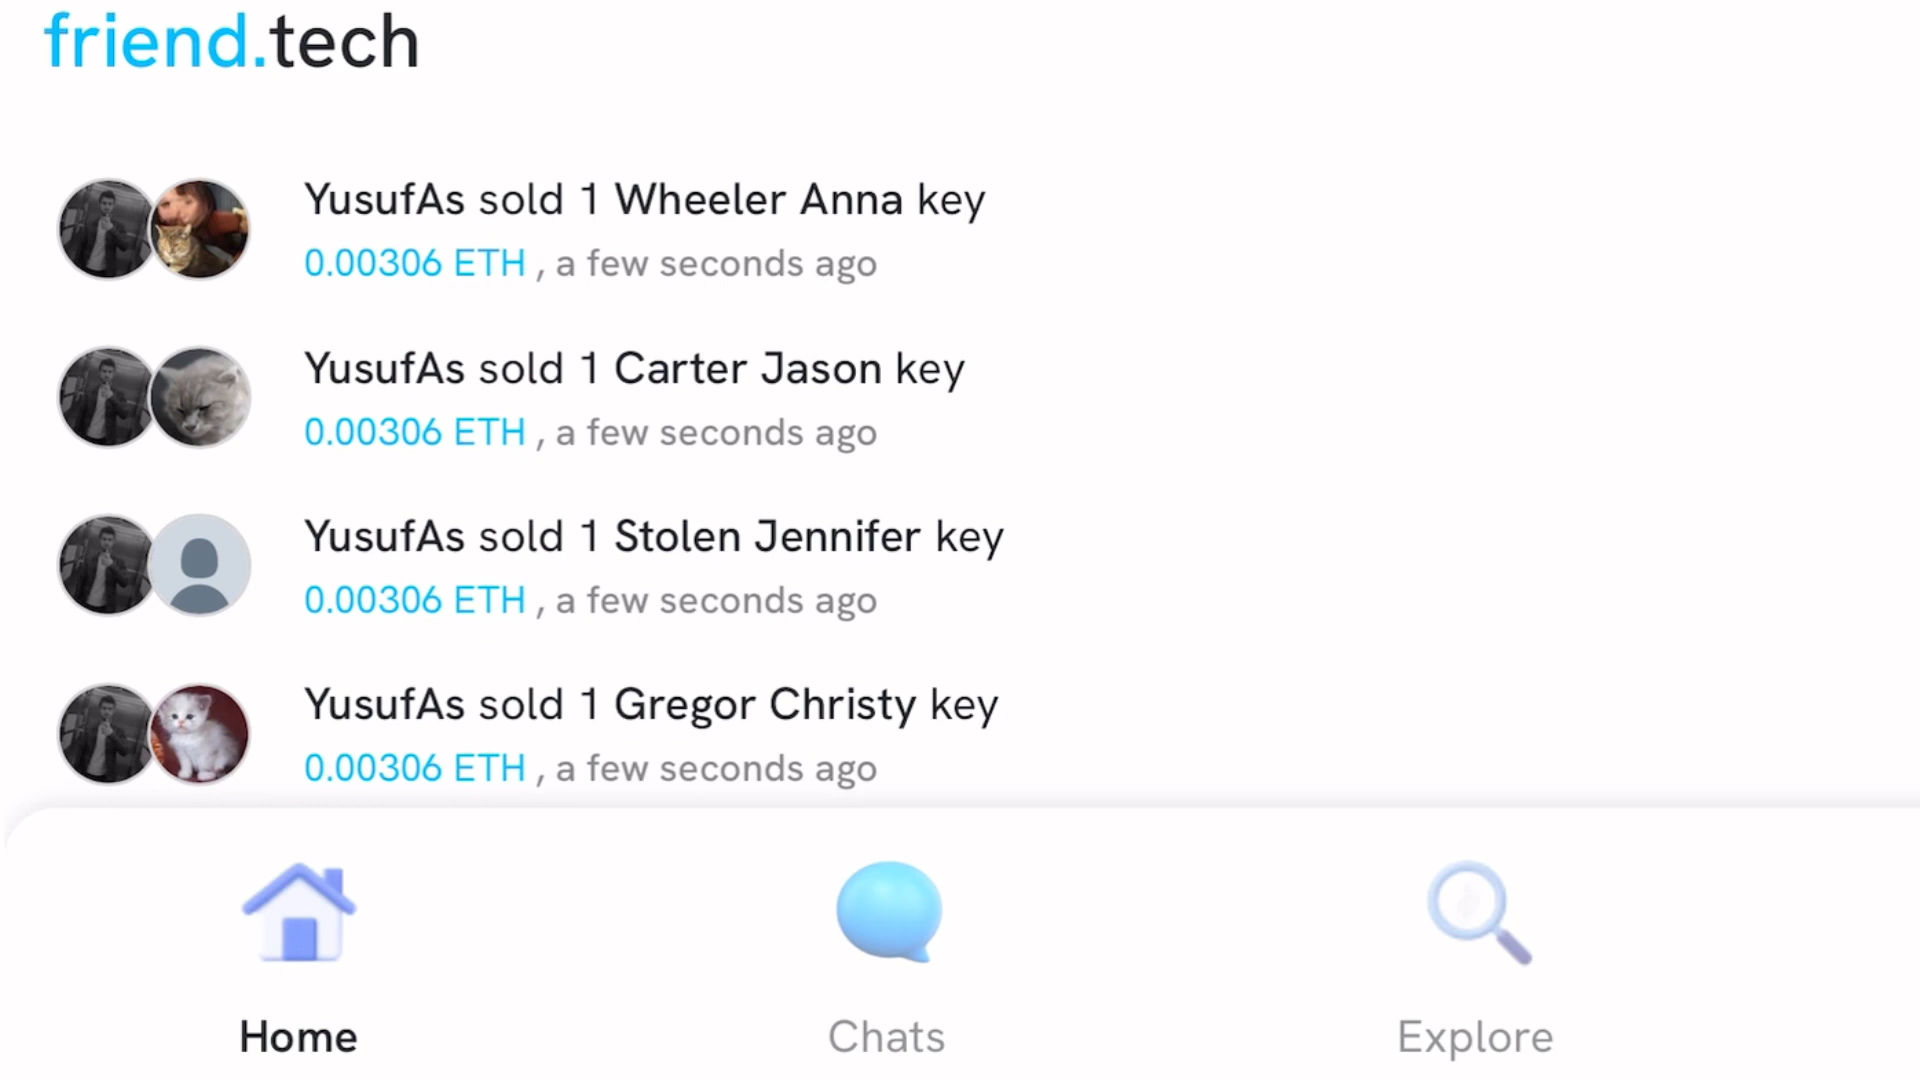 friend.tech
YusufAs sold 1 Wheeler Anna key
0.00306 ETH , a few seconds ago
YusufAs sold 1 Carter Jason key
0.00306 ETH , a few seconds ago
YusufAs sold 1 Stolen Jennifer key
0.00306 ETH , a few seconds ago
YusufAs sold 1 Gregor Christy key
0.00306 ETH , a few seconds ago
Home
Chats
Explore